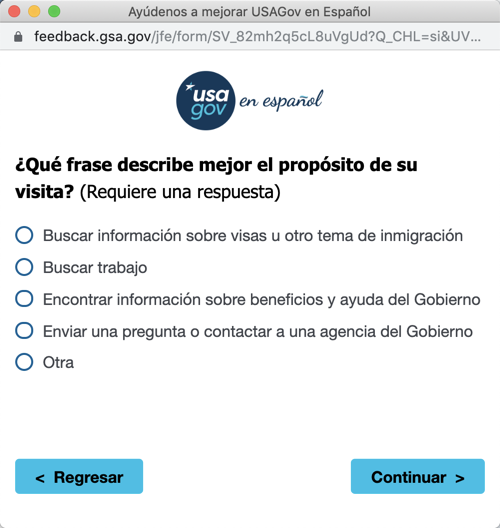 Ayúdenos a mejorar USAGov en Español
feedback.gsa.gov/jfe/form/SV_82mh2q5cL8uVgUd?Q_CHL=si&UV...
usa
gov
en español
¿Qué frase describe mejor el propósito de su
visita? (Requiere una respuesta)
Buscar información sobre visas u otro tema de inmigración
Buscar trabajo
Encontrar información sobre beneficios y ayuda del Gobierno
Enviar una pregunta o contactar a una agencia del Gobierno
Otra
< Regresar
Continuar >